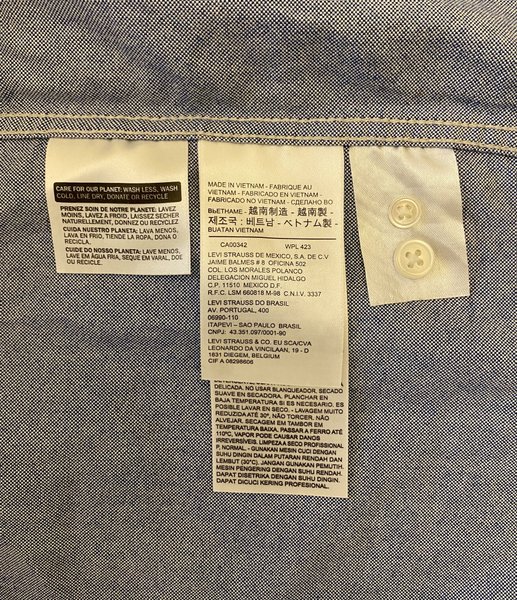 CARE FOR OUR PLANET: WASH LESS, WASH
COLD, LINE DRY, DONATE OR RECYCLE
PRENEZ SOIN DE NOTRE PLANETE: LAVEZ
MOINS, LAVEZ A FROID, LAISSEZ SECHER
NATURELLEMENT, DONNEZ OU RECYCLEZ.
CUIDA NUESTRO PLANETA: LAVA MENOS,
LAVA EN FRIO, TIENDE LA ROPA, DONA O
RECICLA.
CUIDE DO NOSSO PLANETA: LAVE MENOS,
LAVE EM ÁGUA FRIA, SEQUE EM VARAL, DOE
OU RECICLE.
MADE IN VIETNAM - FABRIQUE AU
VIETNAM - FABRICADO EN VIETNAM -
FABRICADO NO VIETNAM - СДЕЛАНО ВО
ВЬЕТНАМЕ - 越南制造 - 越南製 -
제조국 : 베트남 - ベトナム製 -
BUATAN VIETNAM
CA00342 WPL 423
LEVI STRAUSS DE MEXICO, S.A. DE C.V
JAIME BALMES # 8 OFICINA 502
COL. LOS MORALES POLANCO
DELEGACION MIGUEL HIDALGO
C.P. 11510 MEXICO D.F.
R.F.C. LSM 660818 M-98 C.N.I.V. 3337
LEVI STRAUSS DO BRASIL
AV. PORTUGAL, 400
06990-110
ITAPEVI – SAO PAULO BRASIL
CNPJ: 43.351.097/0001-90
LEVI STRAUSS & CO.D.F. EU SCA/CVA
LEONARDO DA VINCILAAN, 19 - D
1831 DIEGEM, BELGIUM
CIF A 08298606
DELICADA. NO USAR BLANQUEADOR, SECADO
SUAVE EN SECADORA. PLANCHAR EN
BAJA TEMPERATURA SI ES NECESARIO. ES
POSIBLE LAVAR EN SECO. - LAVAGEM MUITO
REDUZIDA ATÉ 30º, NÃO TORCER, NÃO
ALVEJAR. SECAGEM EM TAMBOR EM
TEMPERATURA BAIXA. PASSAR A FERRO ATÉ
110ºC, VAPOR PODE CAUSAR DANOS
IRREVERSÍVEIS. LIMPEZA A SECO PROFISSIONAL
P, NORMAL. - GUNAKAN MESIN CUCI DENGAN
SUHU DINGIN DALAM PUTARAN RENDAH DAN
LEMBUT (30°C). JANGAN GUNAKAN PEMUTIH.
MESIN PENGERING DENGAN SUHU RENDAH.
DAPAT DISETRIKA DENGAN SUHU DINGIN.
DAPAT DICUCI KERING PROFESIONAL.